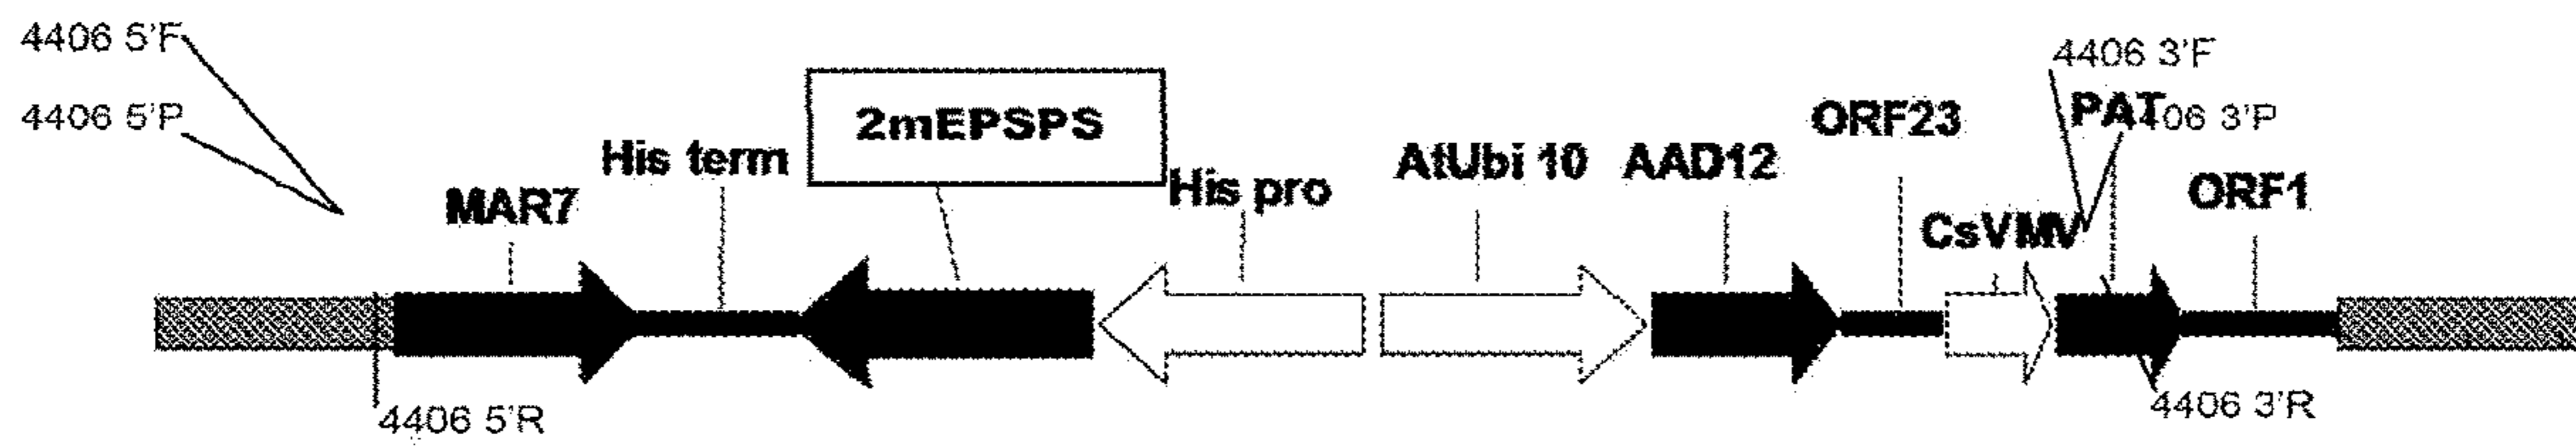 4406 5'F
4406 5'P
MAR7
His term
2mEPSPS
His pro
AtUbi 10
AAD12
ORF23
CsVMV
4406 3'F
PAT
4406 3'P
ORF1
4406 5'R
4406 3'R